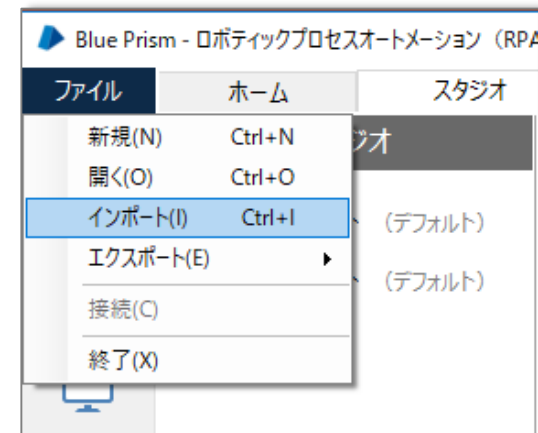 Blue Prism - ロボティックプロセスオートメーション（RPA
ファイル ホーム スタジオ
新規(N) Ctrl+N
ジオ
開く(O) Ctrl+O
インポート(I) Ctrl+I
（デフォルト）
エクスポート(E)
（デフォルト）
接続(C)
終了(X)